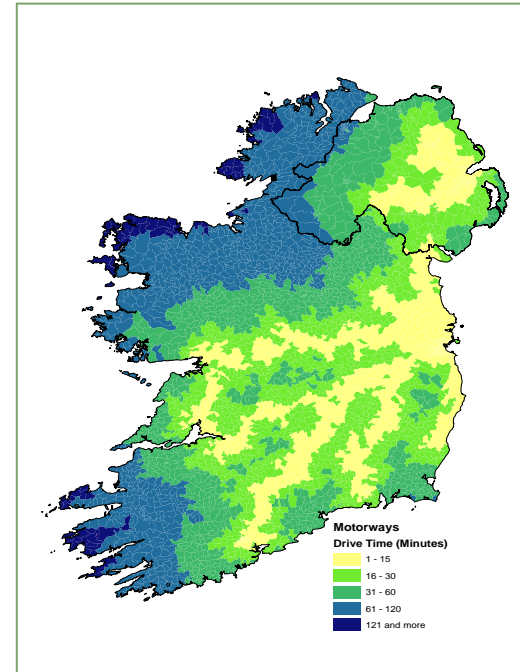 Motorways
Drive Time (Minutes)
1 - 15
16 - 30
31 - 60
61 - 120
121 and more